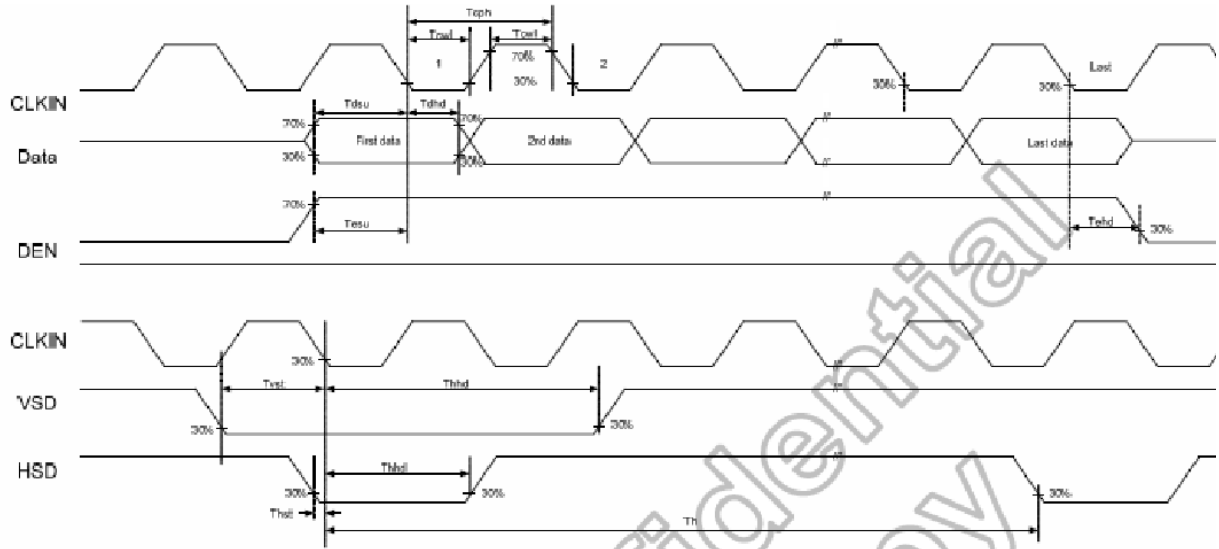 Tcph
Tcwl
1
70%
30%
2
30%
Last
30%
CLKIN
Tdsu
Tdhd
70%
70%
First data
2nd data
Last data
Data
30%
30%
70%
Tesu
Tehd
30%
DEN
CLKIN
30%
Tvst
Thhd
VSD
30%
30%
HSD
Thhd
30%
30%
30%
Thst
Th